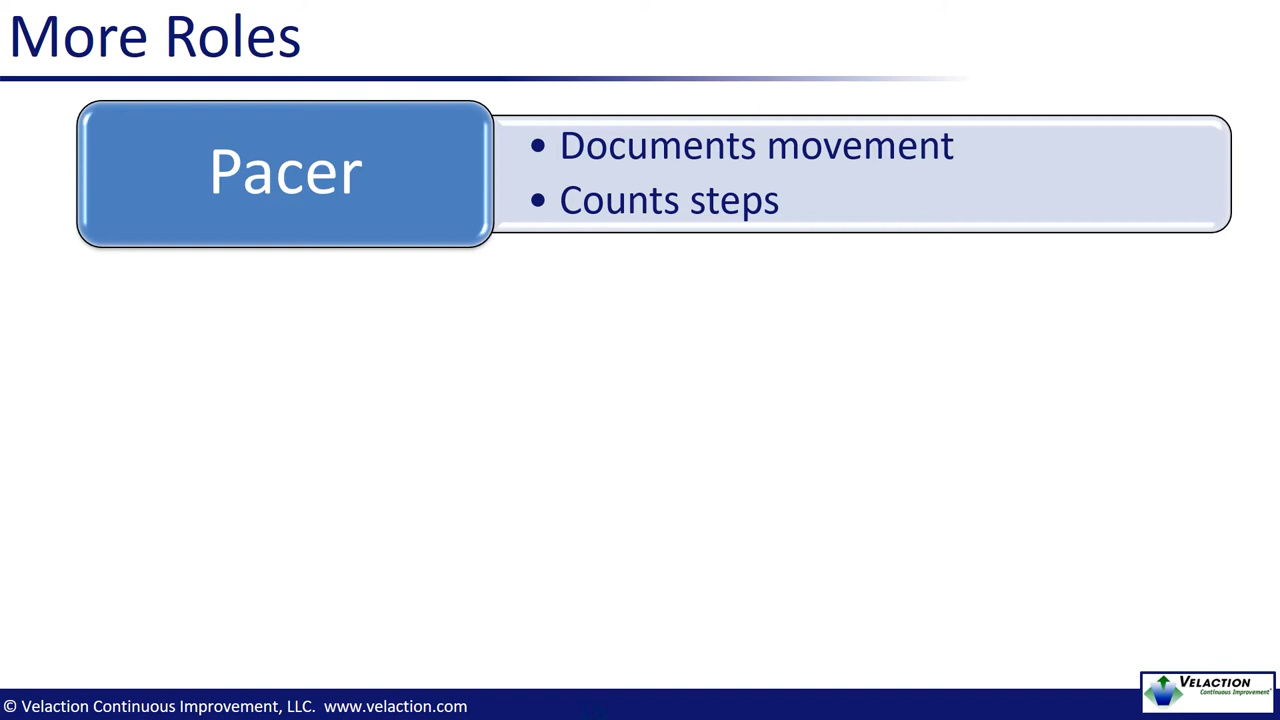 More Roles
Pacer
• Documents movement
• Counts steps
© Velaction Continuous Improvement, LLC. www.velaction.com
VELACTION
Continuous Improvement